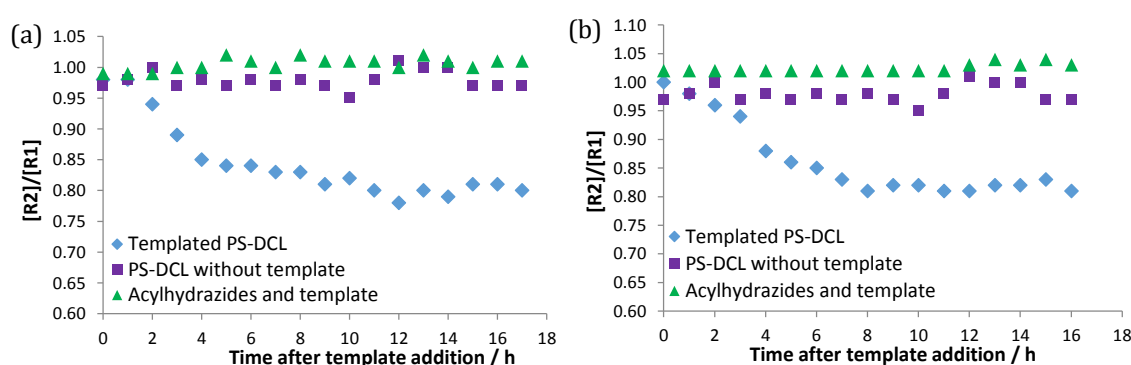 (a)
1.05
1.00
0.95
0.90
0.85
0.80
0.75
0.70
0.65
0.60
[R2]/[R1]
Templated PS-DCL
PS-DCL without template
Acylhydrazides and template
0 2 4 6 8 10 12 14 16 18
Time after template addition / h
(b)
1.10
1.05
1.00
0.95
0.90
0.85
0.80
0.75
0.70
0.65
0.60
[R2]/[R1]
Templated PS-DCL
PS-DCL without template
Acylhydrazides and template
0 2 4 6 8 10 12 14 16 18
Time after template addition / h